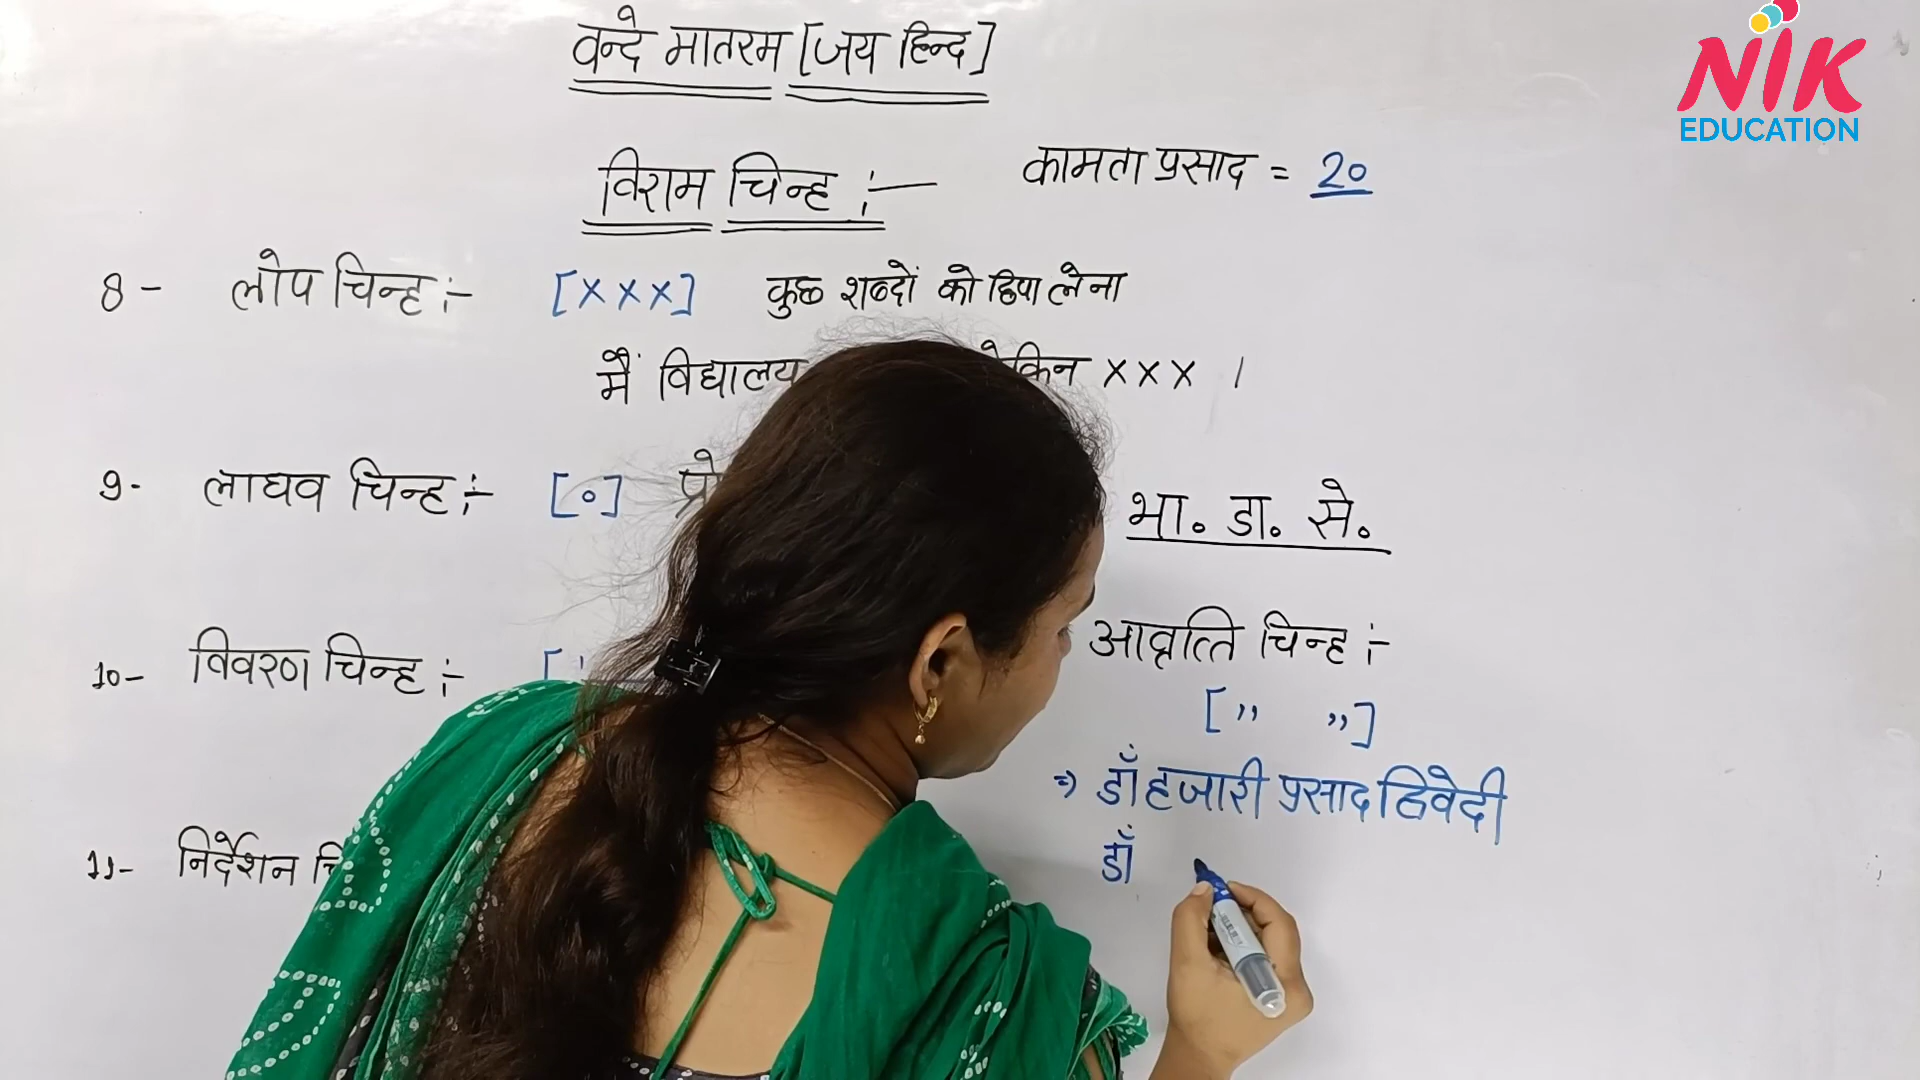 वन्दे मातरम [जय हिन्द]
NIK
EDUCATION
विराम चिन्ह :—
कामता प्रसाद = 20
8 - लोप चिन्ह :- [x x x] कुछ शब्दों को छिपा लेना
मैं विद्यालय x x x ।
9- लाघव चिन्ह :- [०]
भा० डा० से०
10- विवरण चिन्ह :-
11- निर्देशन
आवृत्ति चिन्ह :-
[,, ,,]
=> डॉ हजारी प्रसाद द्विवेदी
डॉ